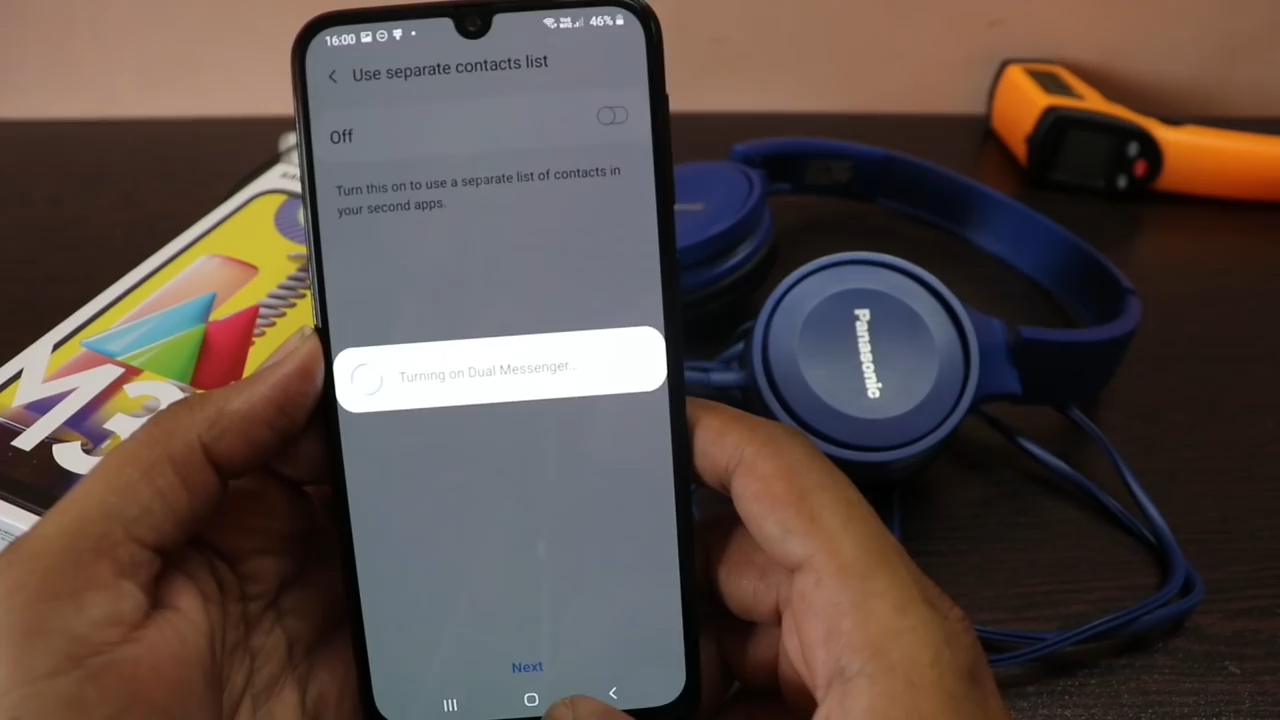 16:00
46%
Use separate contacts list
Off
Turn this on to use a separate list of contacts in
your second apps.
Turning on Dual Messenger...
Next
Panasonic
M3